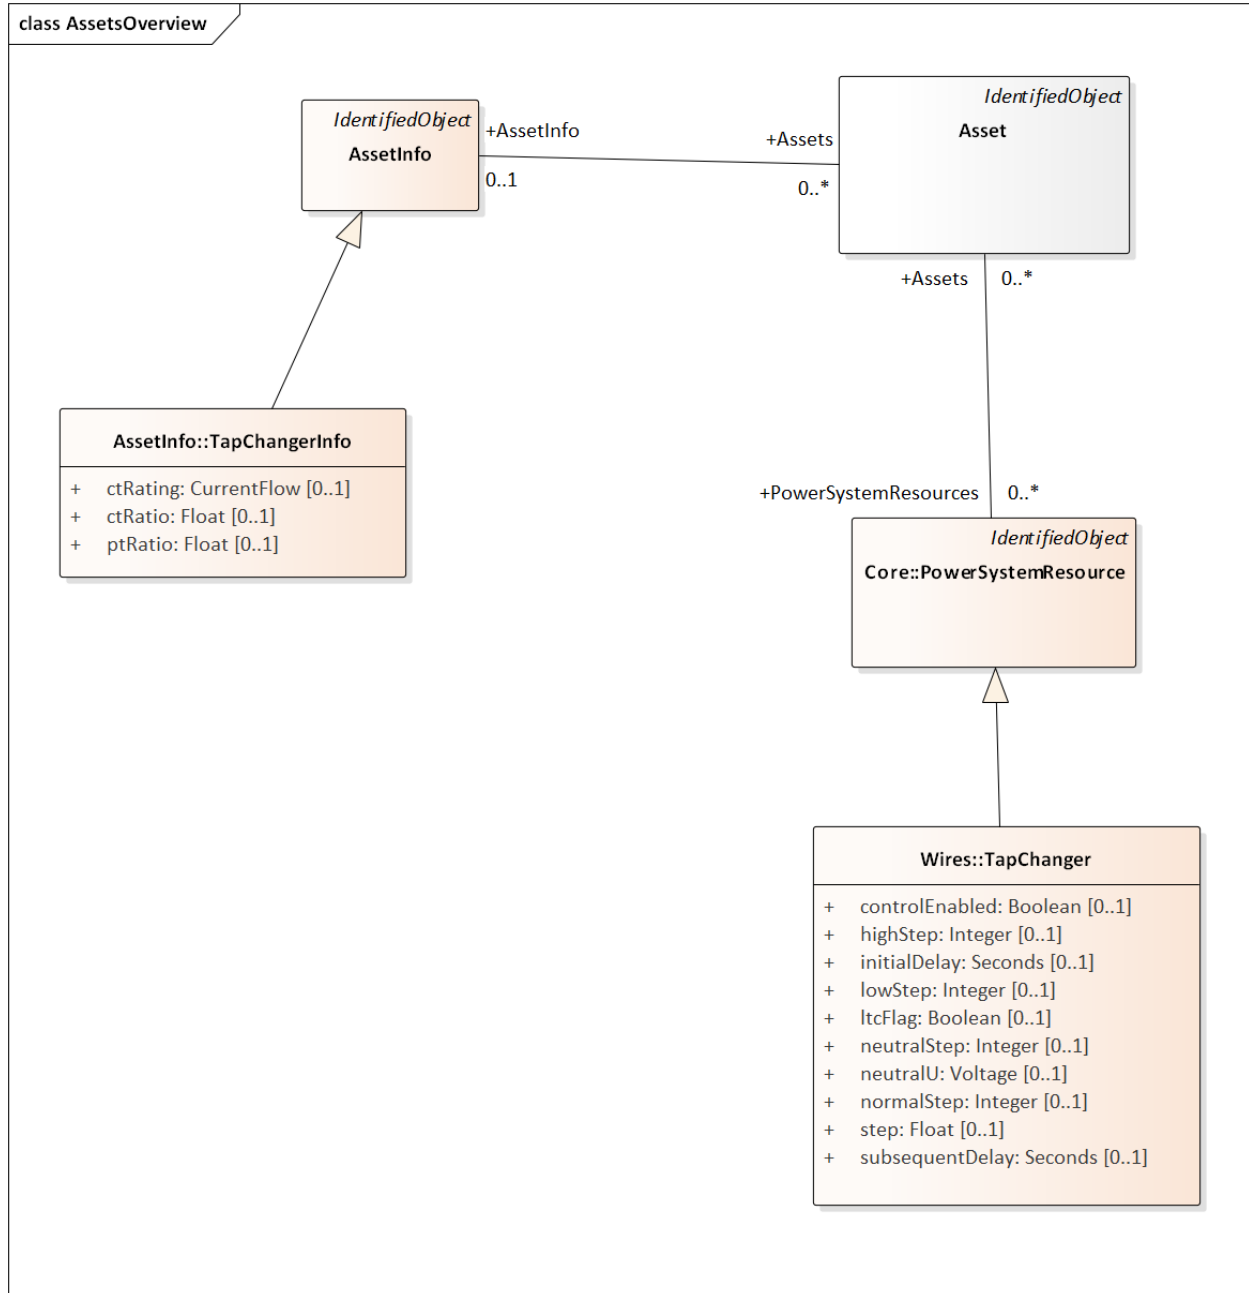 class AssetsOverview
IdentifiedObject
AssetInfo
+AssetInfo
0..1
+Assets
0..*
IdentifiedObject
Asset
+Assets
0..*
AssetInfo::TapChangerInfo
+ ctRating: CurrentFlow [0..1]
+ ctRatio: Float [0..1]
+ ptRatio: Float [0..1]
+PowerSystemResources
0..*
IdentifiedObject
Core::PowerSystemResource
Wires::TapChanger
+ controlEnabled: Boolean [0..1]
+ highStep: Integer [0..1]
+ initialDelay: Seconds [0..1]
+ lowStep: Integer [0..1]
+ ltcFlag: Boolean [0..1]
+ neutralStep: Integer [0..1]
+ neutralU: Voltage [0..1]
+ normalStep: Integer [0..1]
+ step: Float [0..1]
+ subsequentDelay: Seconds [0..1]